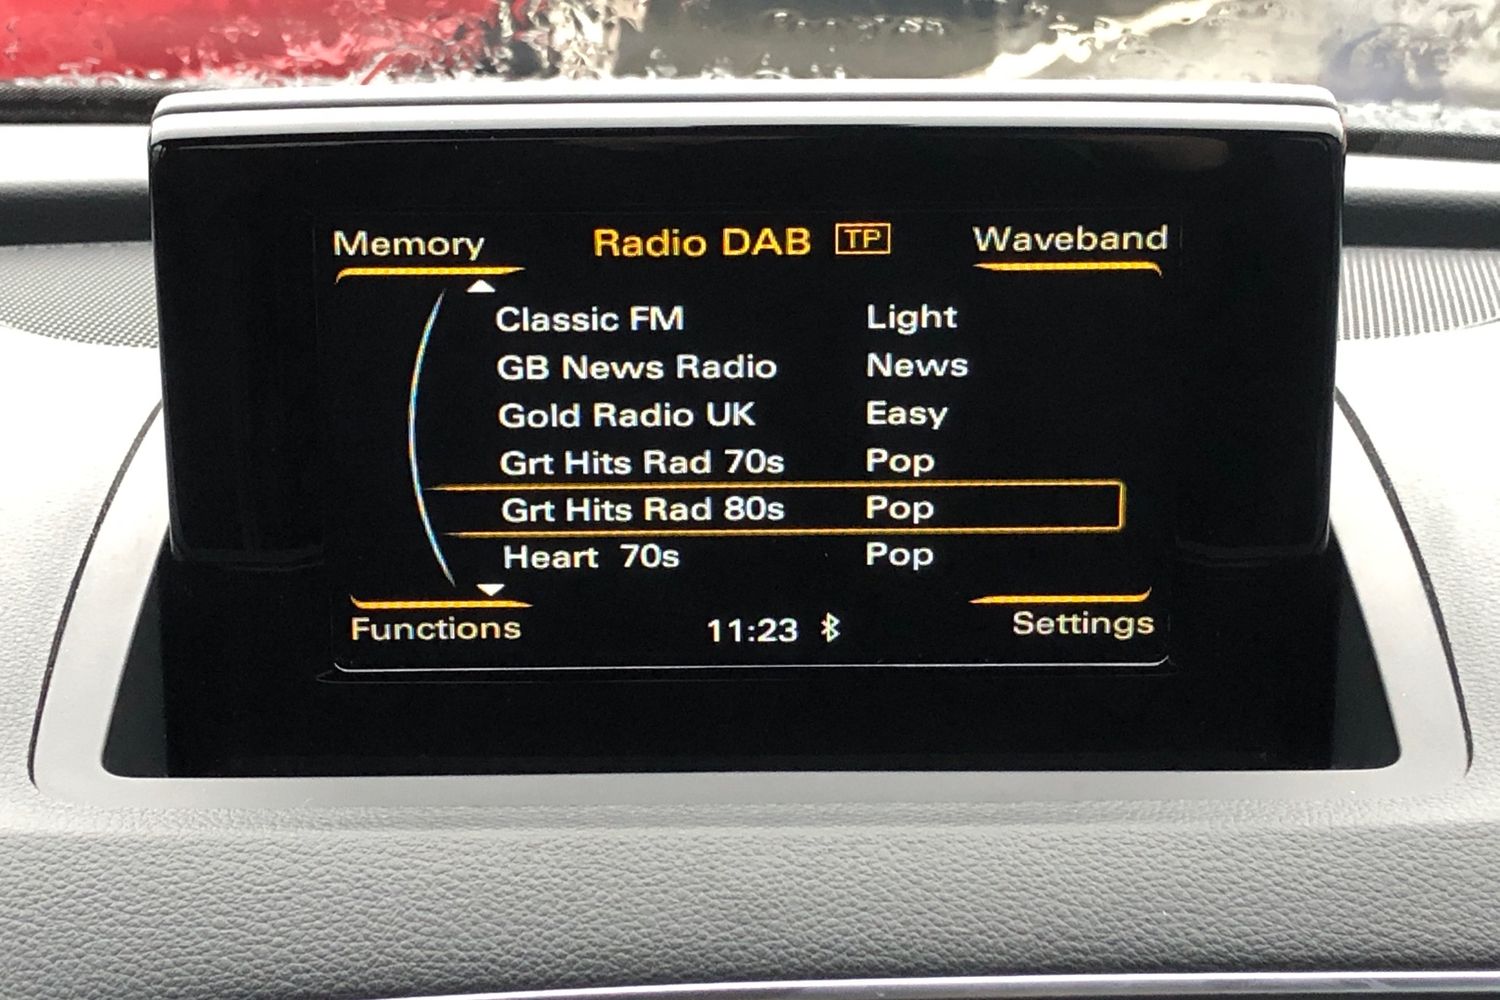 Memory Radio DAB TP Waveband
Classic FM Light
GB News Radio News
Gold Radio UK Easy
Grt Hits Rad 70s Pop
Grt Hits Rad 80s Pop
Heart 70s Pop
Functions 11:23 Settings